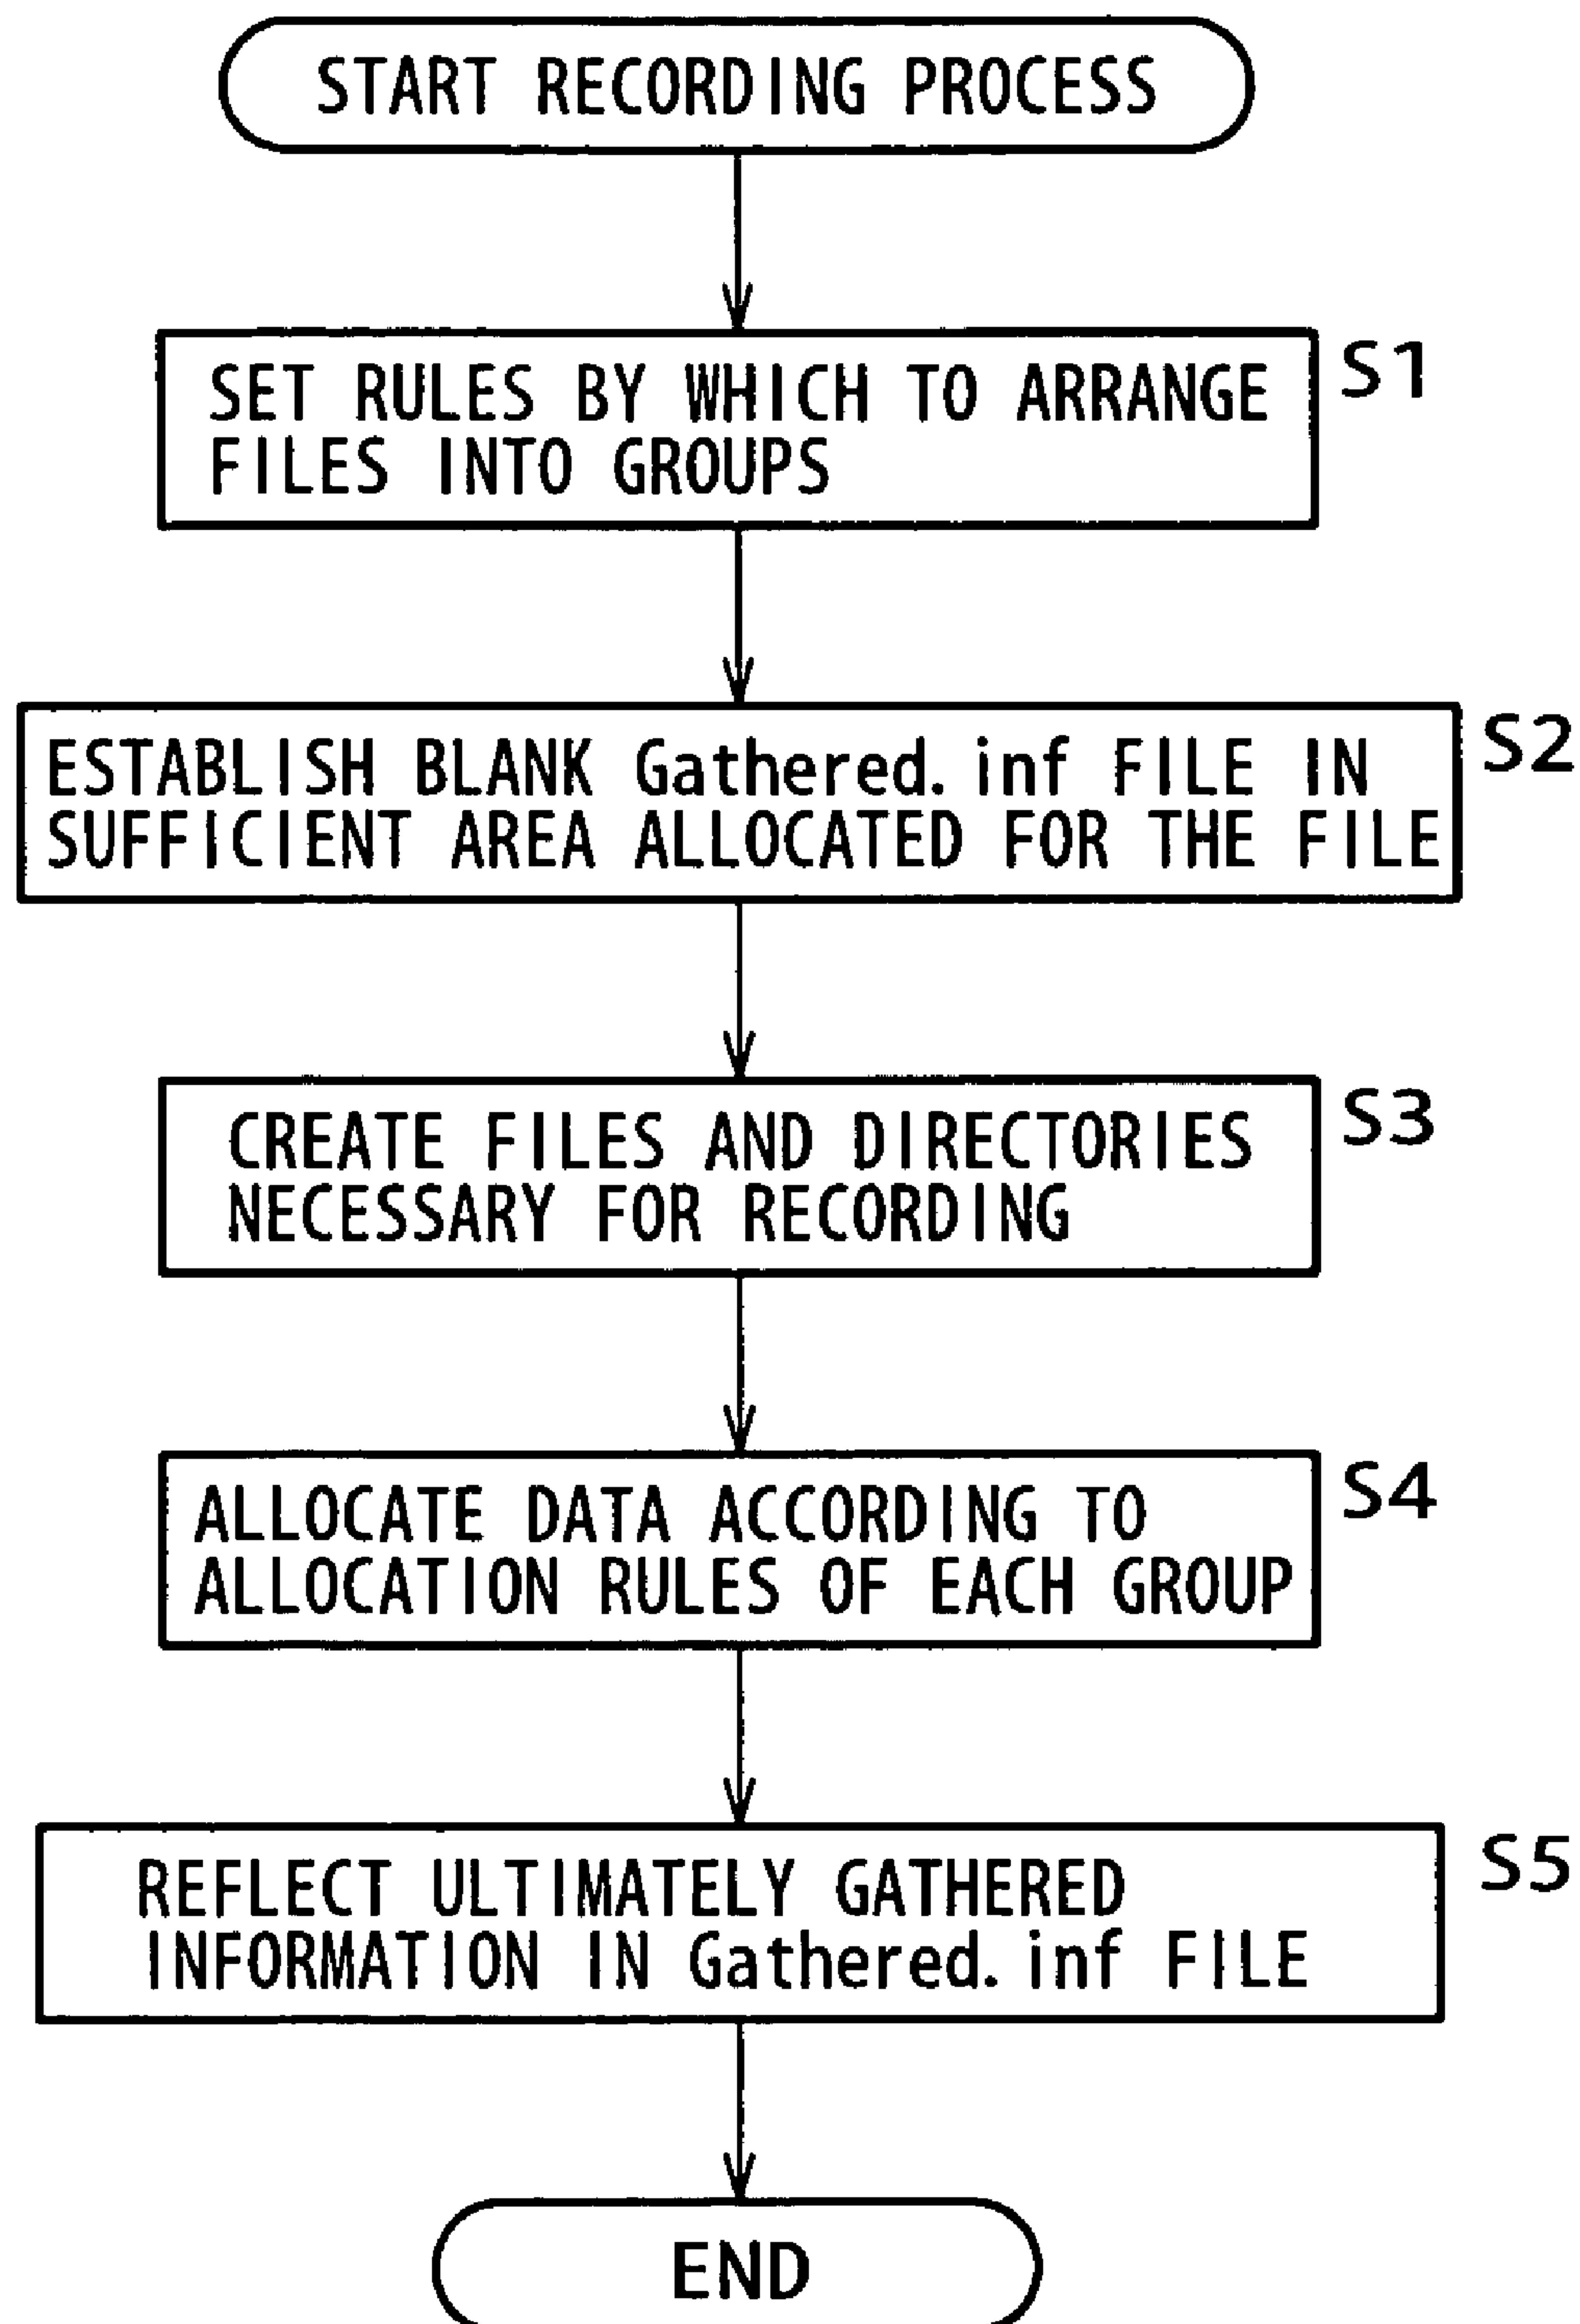 START RECORDING PROCESS
SET RULES BY WHICH TO ARRANGE
FILES INTO GROUPS
S1
ESTABLISH BLANK Gathered.inf FILE IN
SUFFICIENT AREA ALLOCATED FOR THE FILE
S2
CREATE FILES AND DIRECTORIES
NECESSARY FOR RECORDING
S3
ALLOCATE DATA ACCORDING TO
ALLOCATION RULES OF EACH GROUP
S4
REFLECT ULTIMATELY GATHERED
INFORMATION IN Gathered.inf FILE
S5
END